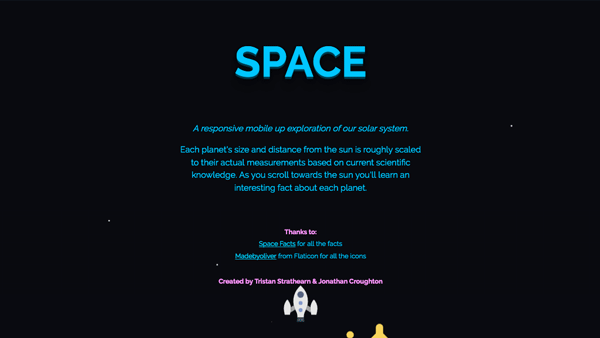 SPACE
A responsive mobile up exploration of our solar system.
Each planet's size and distance from the sun is roughly scaled
to their actual measurements based on current scientific
knowledge. As you scroll towards the sun you'll learn an
interesting fact about each planet.
Thanks to:
Space Facts for all the facts
Madebyoliver from Flaticon for all the icons
Created by Tristan Strathearn & Jonathan Croughton